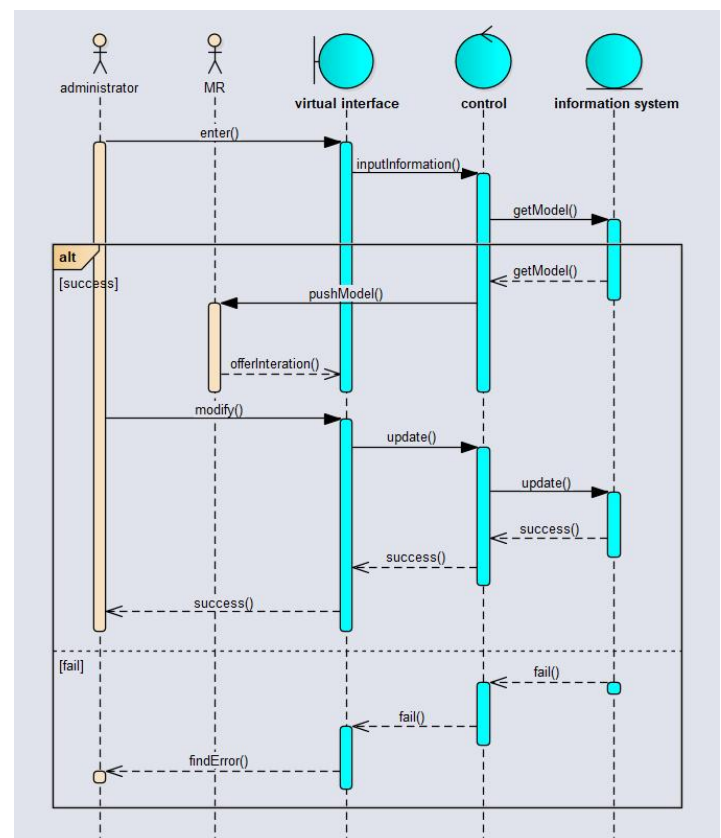 administrator
MR
virtual interface
control
information system
enter()
inputInformation()
getModel()
alt
getModel()
[success]
pushModel()
offerInteration()
modify()
update()
update()
success()
success()
success()
[fail]
fail()
fail()
findError()